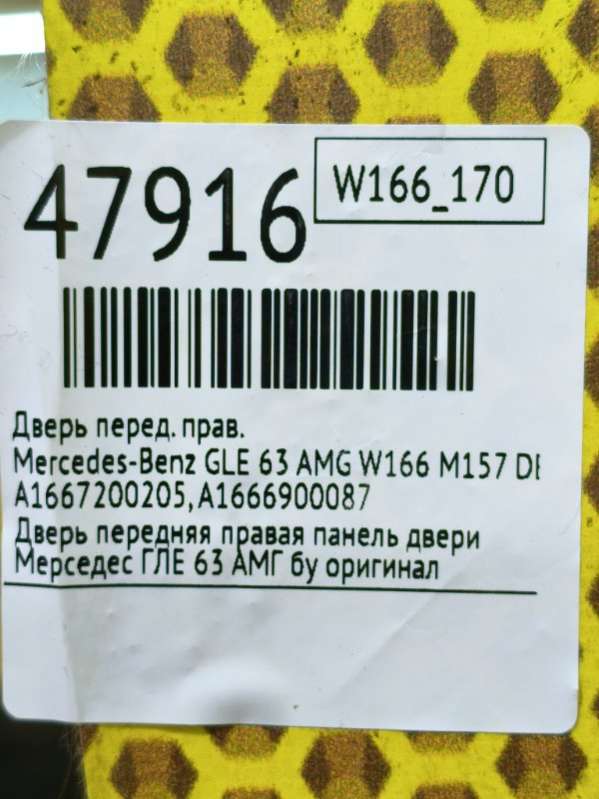 47916
W166_170
Дверь перед. прав.
Mercedes-Benz GLE 63 AMG W166 M157
A1667200205,A1666900087
Дверь передняя правая панель двери
Мерседес ГЛЕ 63 АМГ бу оригинал